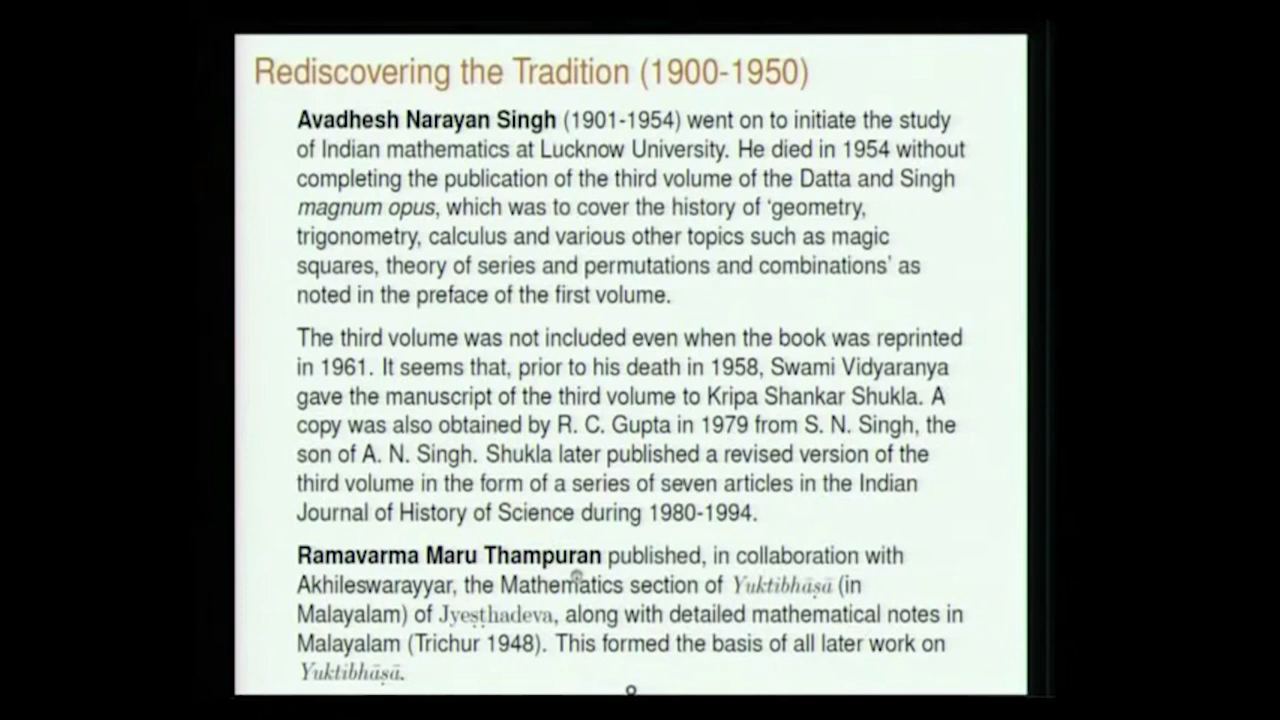 Rediscovering the Tradition (1900-1950)
Avadhesh Narayan Singh (1901-1954) went on to initiate the study
of Indian mathematics at Lucknow University. He died in 1954 without
completing the publication of the third volume of the Datta and Singh
magnum opus, which was to cover the history of ‘geometry,
trigonometry, calculus and various other topics such as magic
squares, theory of series and permutations and combinations’ as
noted in the preface of the first volume.
The third volume was not included even when the book was reprinted
in 1961. It seems that, prior to his death in 1958, Swami Vidyaranya
gave the manuscript of the third volume to Kripa Shankar Shukla. A
copy was also obtained by R. C. Gupta in 1979 from S. N. Singh, the
son of A. N. Singh. Shukla later published a revised version of the
third volume in the form of a series of seven articles in the Indian
Journal of History of Science during 1980-1994.
Ramavarma Maru Thampuran published, in collaboration with
Akhileswarayyar, the Mathematics section of Yuktibhāṣā (in
Malayalam) of Jyeṣṭhadeva, along with detailed mathematical notes in
Malayalam (Trichur 1948). This formed the basis of all later work on
Yuktibhāṣā.